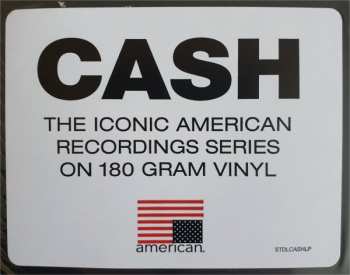 CASH
THE ICONIC AMERICAN
RECORDINGS SERIES
ON 180 GRAM VINYL
american.
STDLCASHLP